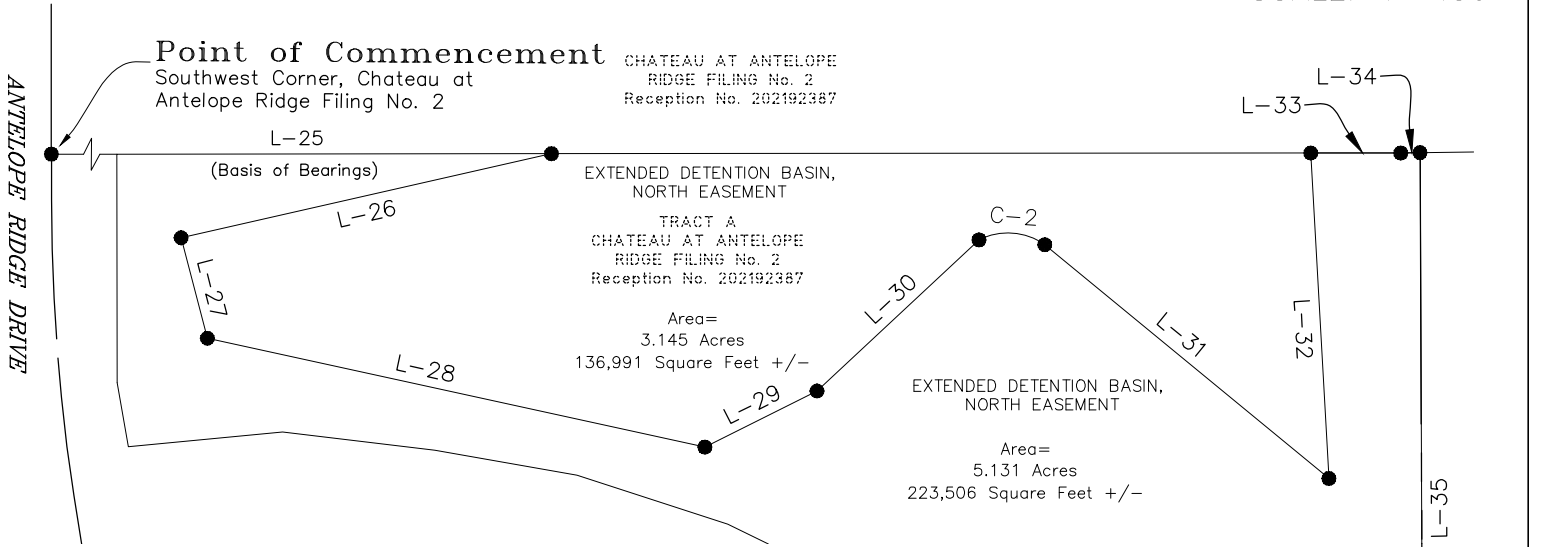 Point of Commencement
Southwest Corner, Chateau at
Antelope Ridge Filing No. 2
CHATEAU AT ANTELOPE
RIDGE FILING No. 2
Reception No. 202192387
L-34
L-33
L-25
(Basis of Bearings)
EXTENDED DETENTION BASIN,
NORTH EASEMENT
L-26
TRACT A
CHATEAU AT ANTELOPE
RIDGE FILING No. 2
Reception No. 202192387
C-2
L-27
L-30
Area=
3.145 Acres
136,991 Square Feet +/-
L-31
L-32
L-28
L-29
EXTENDED DETENTION BASIN,
NORTH EASEMENT
Area=
5.131 Acres
223,506 Square Feet +/-
L-35
ANTELOPE RIDGE DRIVE